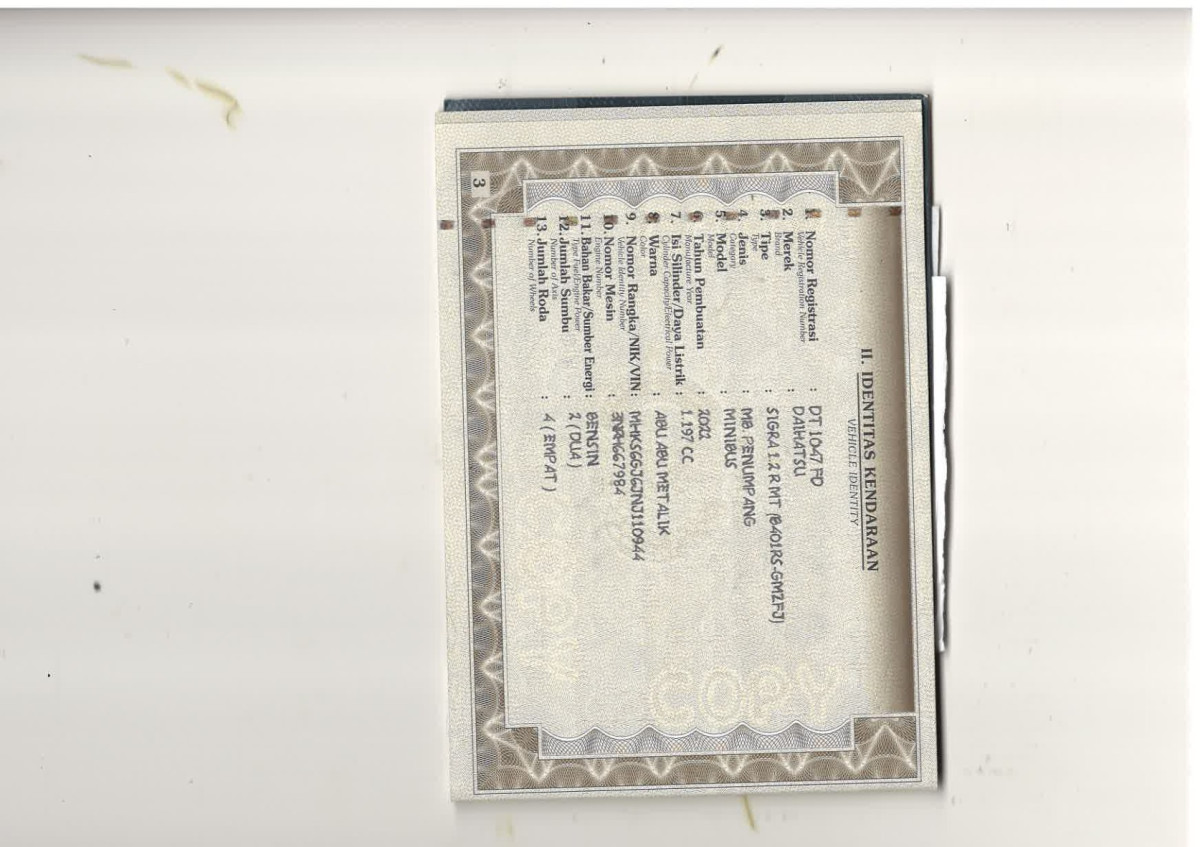 II. IDENTITAS KENDARAAN
VEHICLE IDENTITY
1. Nomor Registrasi : DT 1047 FD
Vehicle Registration Number
2. Merek : DAIHATSU
Brand
3. Tipe : SIGRA 1.2 R MT (B401RS-GMZFJ)
Type
4. Jenis : MB. PENUMPANG
Category
5. Model : MINIBUS
Model
6. Tahun Pembuatan : 2022
Manufacture Year
7. Isi Silinder/Daya Listrik : 1.197 CC
Cylinder Capacity/Electrical Power
8. Warna : ABU ABU METALIK
Color
9. Nomor Rangka/NIK/VIN : MHKS6GJ6JNJ110944
Vehicle Identity Number
10. Nomor Mesin : 3NRH667984
Engine Number
11. Bahan Bakar/Sumber Energi : BENSIN
Type Fuel/Engine Power
12. Jumlah Sumbu : 2 (DUA)
Number of Axis
13. Jumlah Roda : 4 (EMPAT)
Number of Wheels
COPY
3